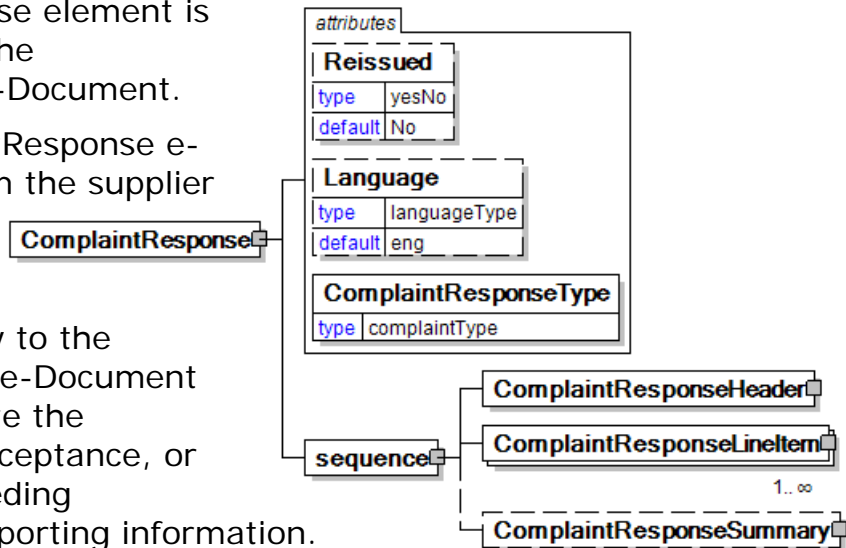 se element is
he
-Document.
Response e-
n the supplier
y to the
e-Document
e the
cceptance, or
eding
porting information.
ComplaintResponse
attributes
Reissued
type yesNo
default No
Language
type languageType
default eng
ComplaintResponseType
type complaintType
sequence
ComplaintResponseHeader
ComplaintResponseLineItem
1.. ∞
ComplaintResponseSummary